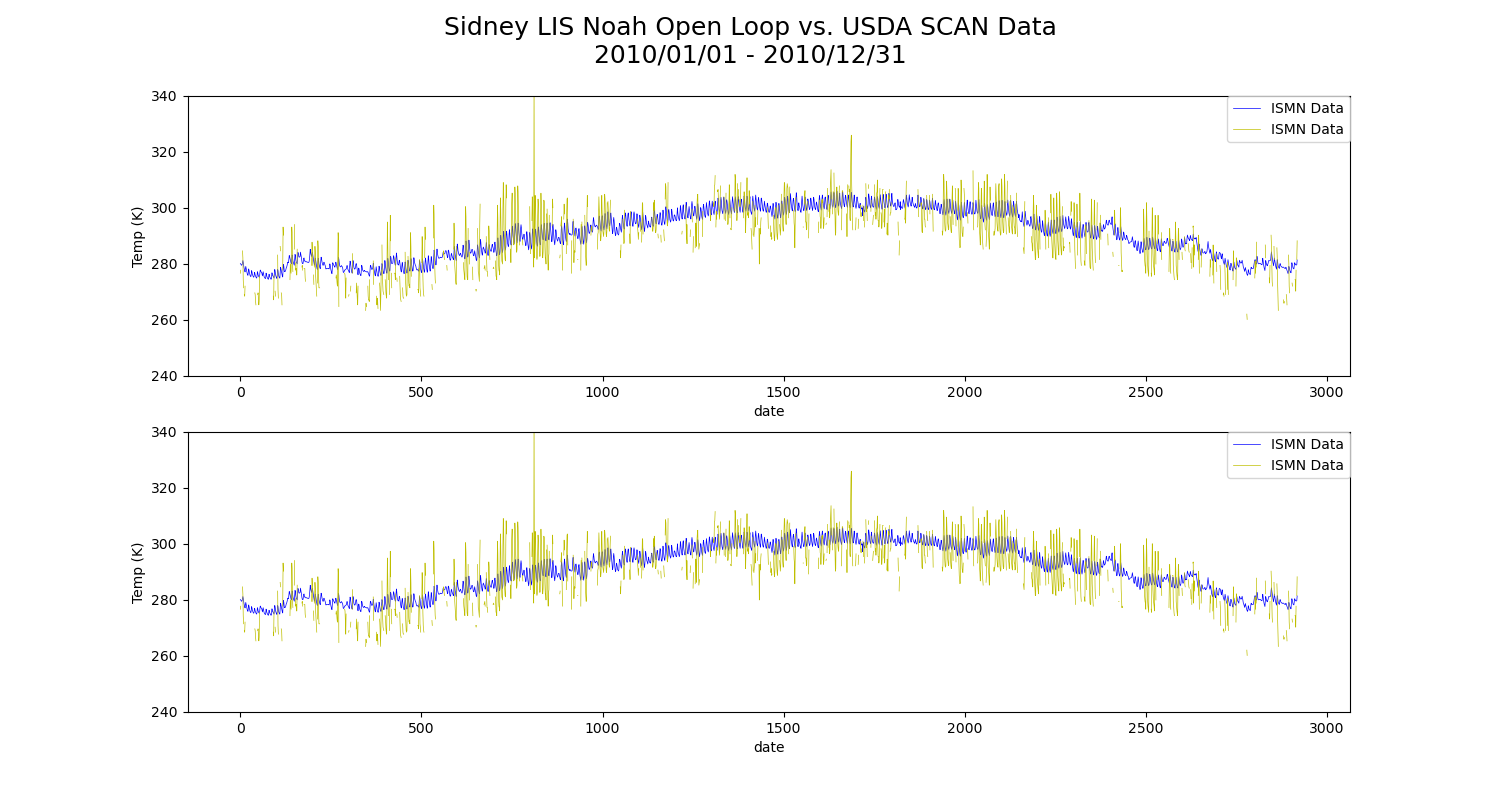 Sidney LIS Noah Open Loop vs. USDA SCAN Data
2010/01/01 - 2010/12/31
340
320
300
280
260
240
Temp (K)
ISMN Data
ISMN Data
0 500 1000 1500 2000 2500 3000
date
340
320
300
280
260
240
Temp (K)
ISMN Data
ISMN Data
0 500 1000 1500 2000 2500 3000
date